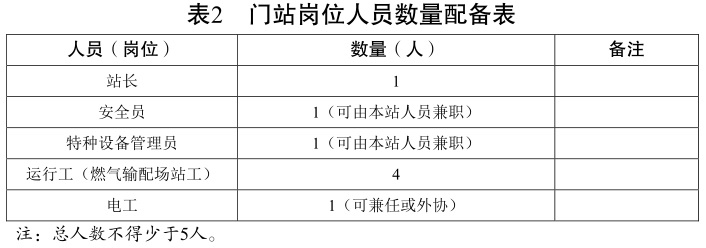 表2 门站岗位人员数量配备表
人员（岗位） 数量（人） 备注
站长 1
安全员 1（可由本站人员兼职）
特种设备管理员 1（可由本站人员兼职）
运行工（燃气输配场站工） 4
电工 1（可兼任或外协）
注：总人数不得少于5人。